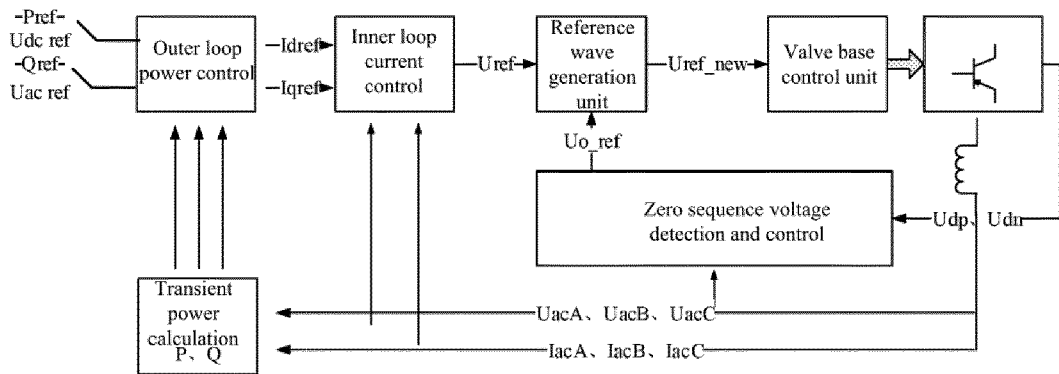 Pref
Udc ref
Qref
Uac ref
Outer loop
power control
Idref
Iqref
Inner loop
current
control
Uref
Reference
wave
generation
unit
Uref_new
Valve base
control unit
Uo_ref
Zero sequence voltage
detection and control
Udp、Udn
Transient
power
calculation
P、Q
UacA、UacB、UacC
IacA、IacB、IacC